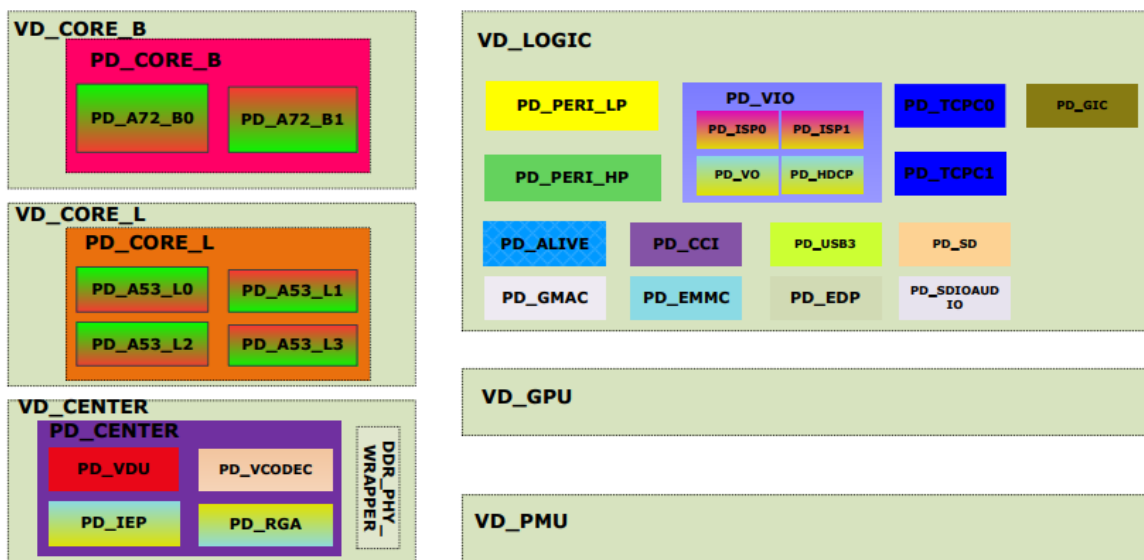 VD_CORE_B
PD_CORE_B
PD_A72_B0
PD_A72_B1
VD_CORE_L
PD_CORE_L
PD_A53_L0
PD_A53_L1
PD_A53_L2
PD_A53_L3
VD_CENTER
PD_CENTER
PD_VDU
PD_VCODEC
PD_IEP
PD_RGA
DDR_PHY_
WRAPPER
VD_LOGIC
PD_PERI_LP
PD_VIO
PD_ISP0
PD_ISP1
PD_VO
PD_HDCP
PD_TCPC0
PD_GIC
PD_PERI_HP
PD_TCPC1
PD_ALIVE
PD_CCI
PD_USB3
PD_SD
PD_GMAC
PD_EMMC
PD_EDP
PD_SDIOAUD
IO
VD_GPU
VD_PMU